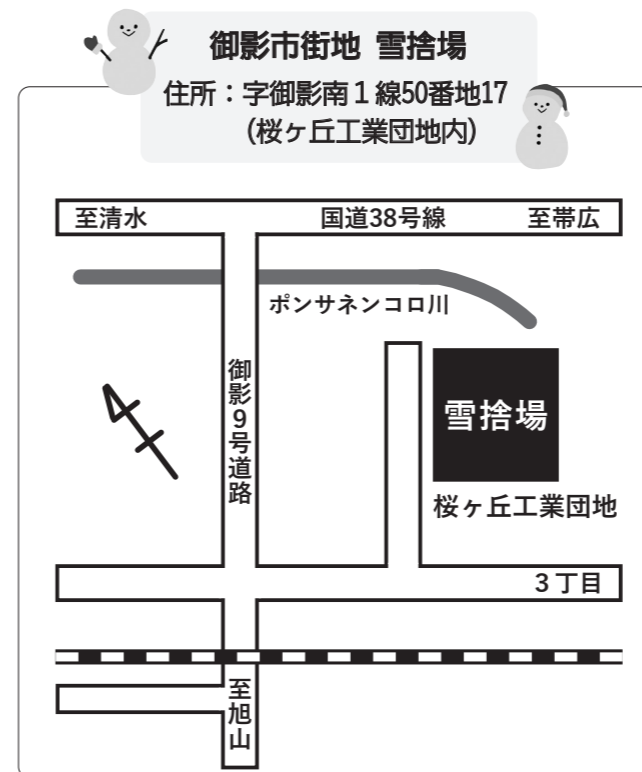 御影市街地 雪捨場
住所：字御影南１線50番地17
(桜ヶ丘工業団地内)
至清水
国道38号線
至帯広
ポンサネンコロ川
御影９号道路
雪捨場
桜ヶ丘工業団地
３丁目
至旭山